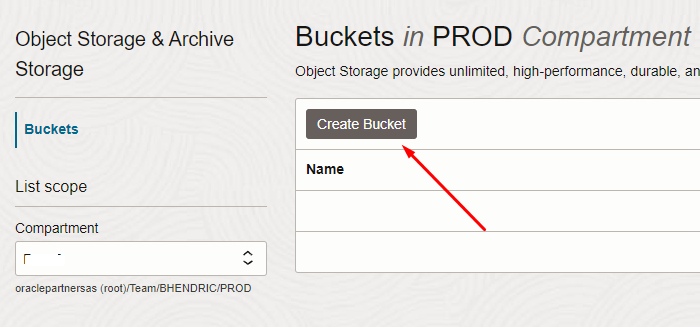 Object Storage & Archive
Storage
Buckets
List scope
Compartment
oraclepartnersas (root)/Team/BHENDRIC/PROD
Buckets in PROD Compartment
Object Storage provides unlimited, high-performance, durable, an
Create Bucket
Name